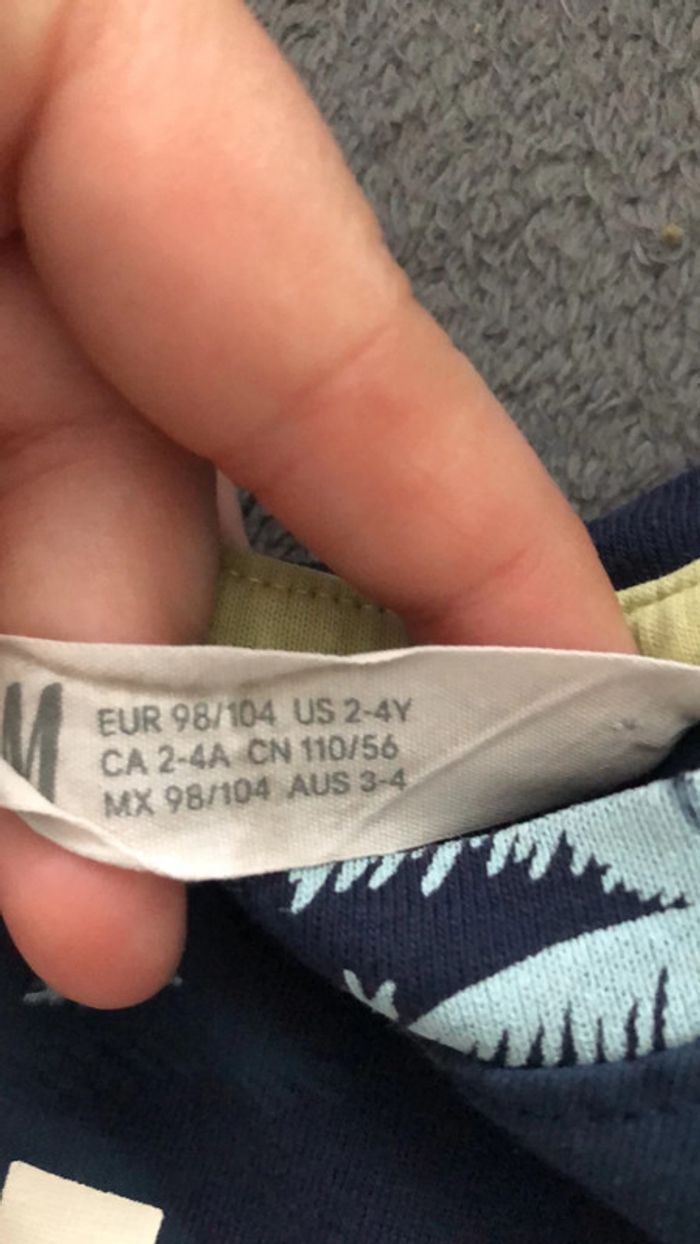 M
EUR 98/104 US 2-4Y
CA 2-4A CN 110/56
MX 98/104 AUS 3-4